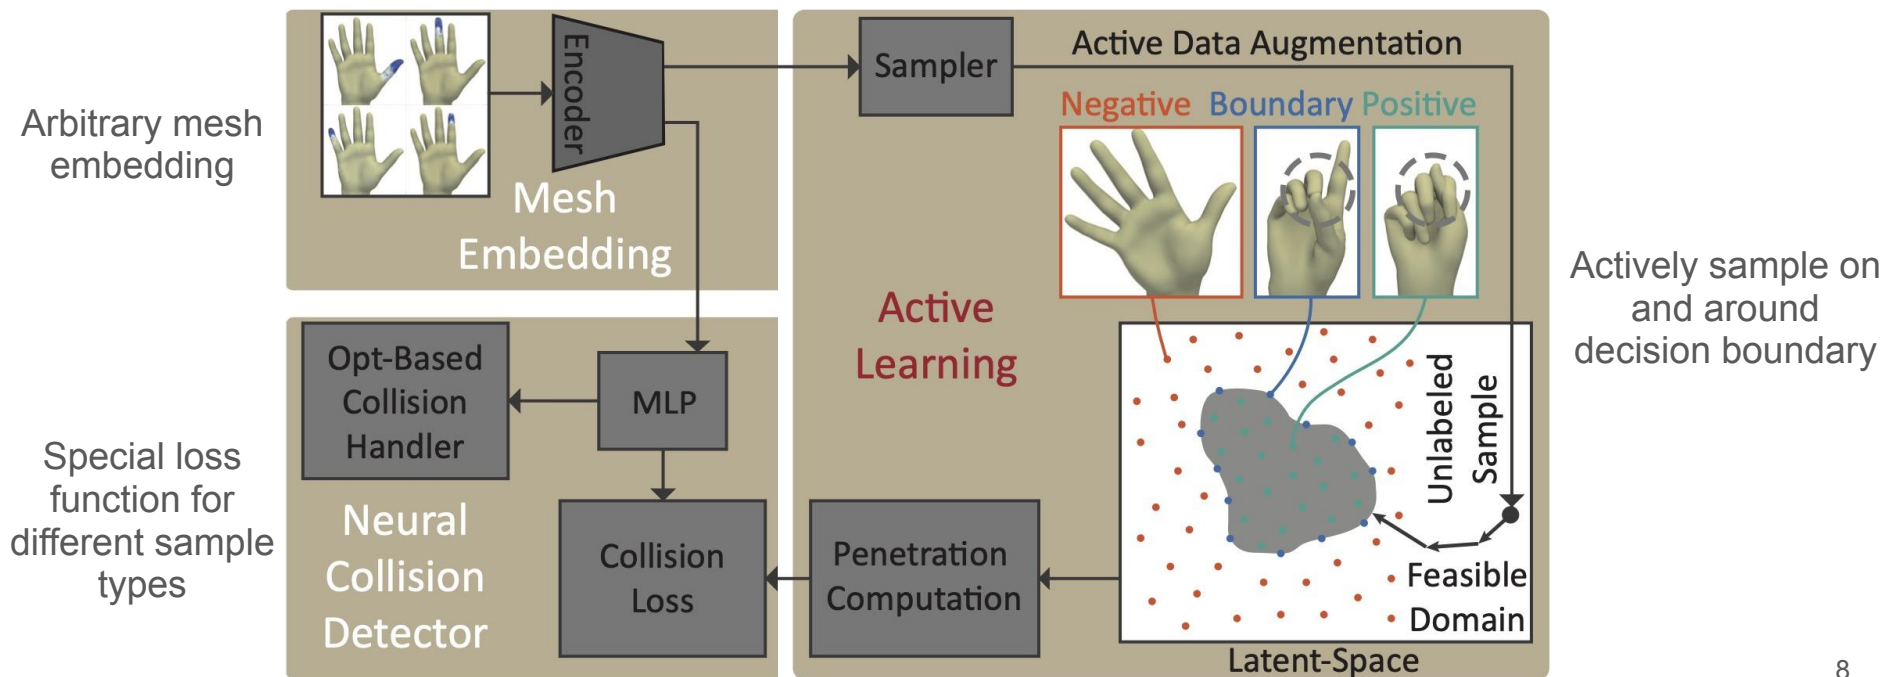 Arbitrary mesh
embedding
Special loss
function for
different sample
types
Encoder
Mesh
Embedding
Opt-Based
Collision
Handler
MLP
Neural
Collision
Detector
Collision
Loss
Sampler
Active Data Augmentation
Negative Boundary Positive
Active
Learning
Unlabeled
Sample
Feasible
Domain
Latent-Space
Penetration
Computation
Actively sample on
and around
decision boundary
8